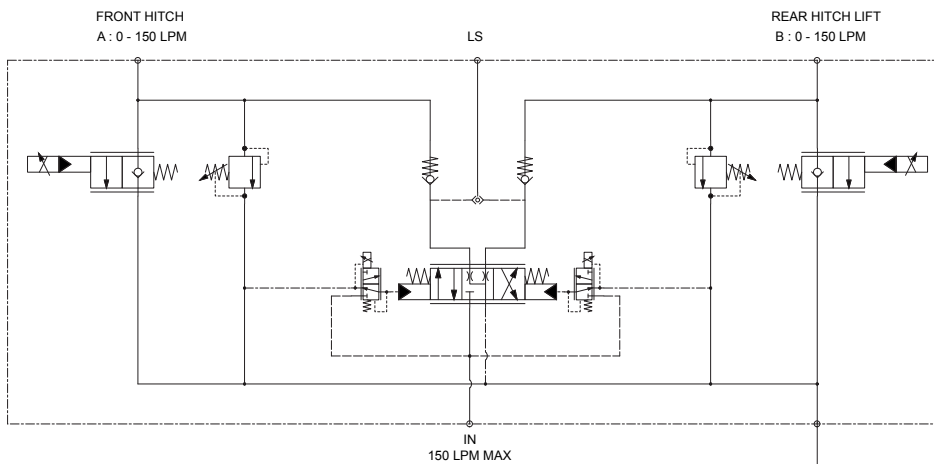 FRONT HITCH
A : 0 - 150 LPM
LS
REAR HITCH LIFT
B : 0 - 150 LPM
IN
150 LPM MAX